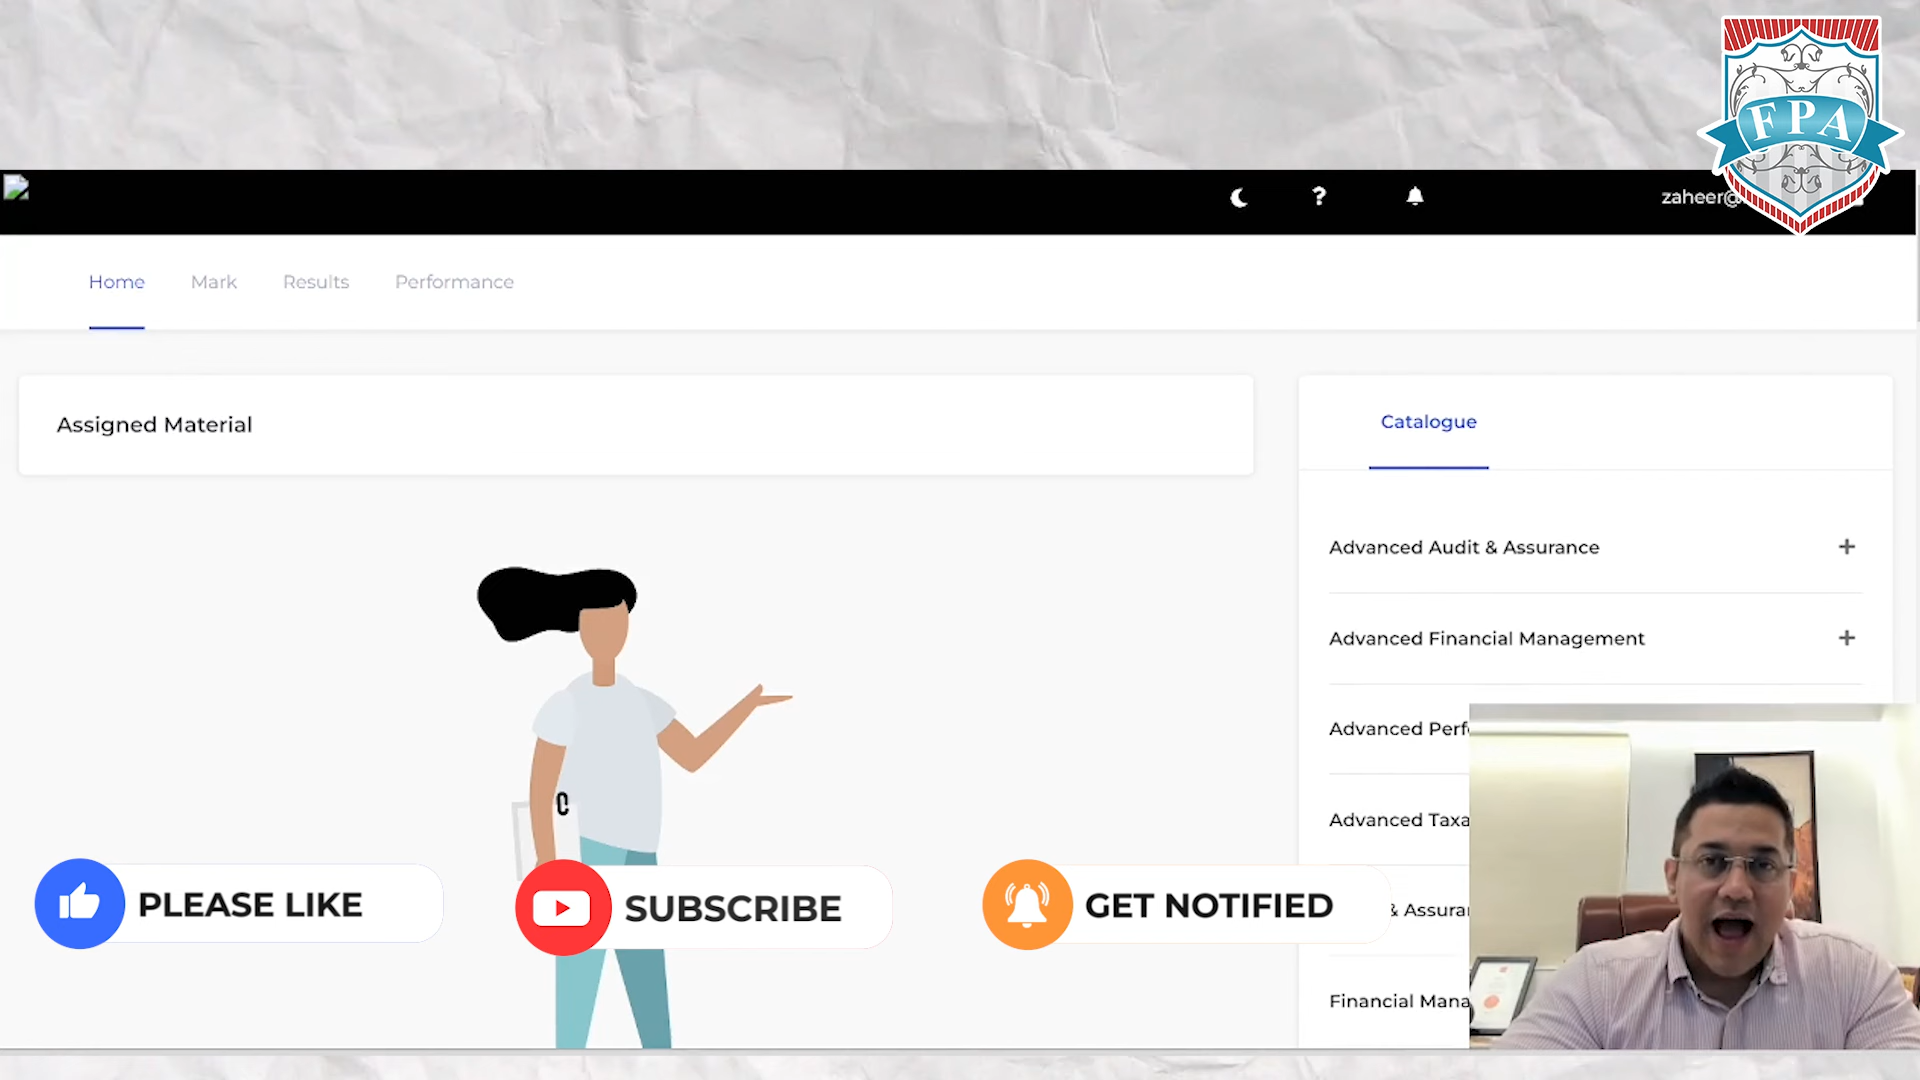 FPA
zaheer@
Home
Mark
Results
Performance
Assigned Material
Catalogue
Advanced Audit & Assurance
Advanced Financial Management
Advanced Perf
Advanced Taxa
& Assura
Financial Mana
PLEASE LIKE
SUBSCRIBE
GET NOTIFIED